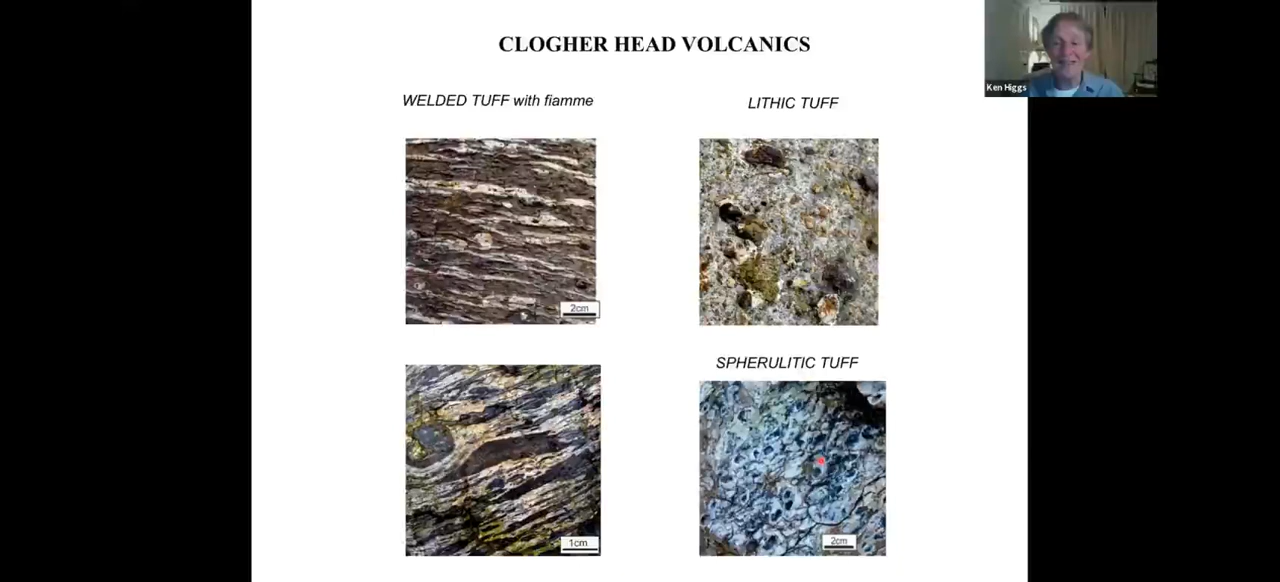 CLOGHER HEAD VOLCANICS
Ken Higgs
WELDED TUFF with fiamme
LITHIC TUFF
2cm
SPHERULITIC TUFF
1cm
2cm